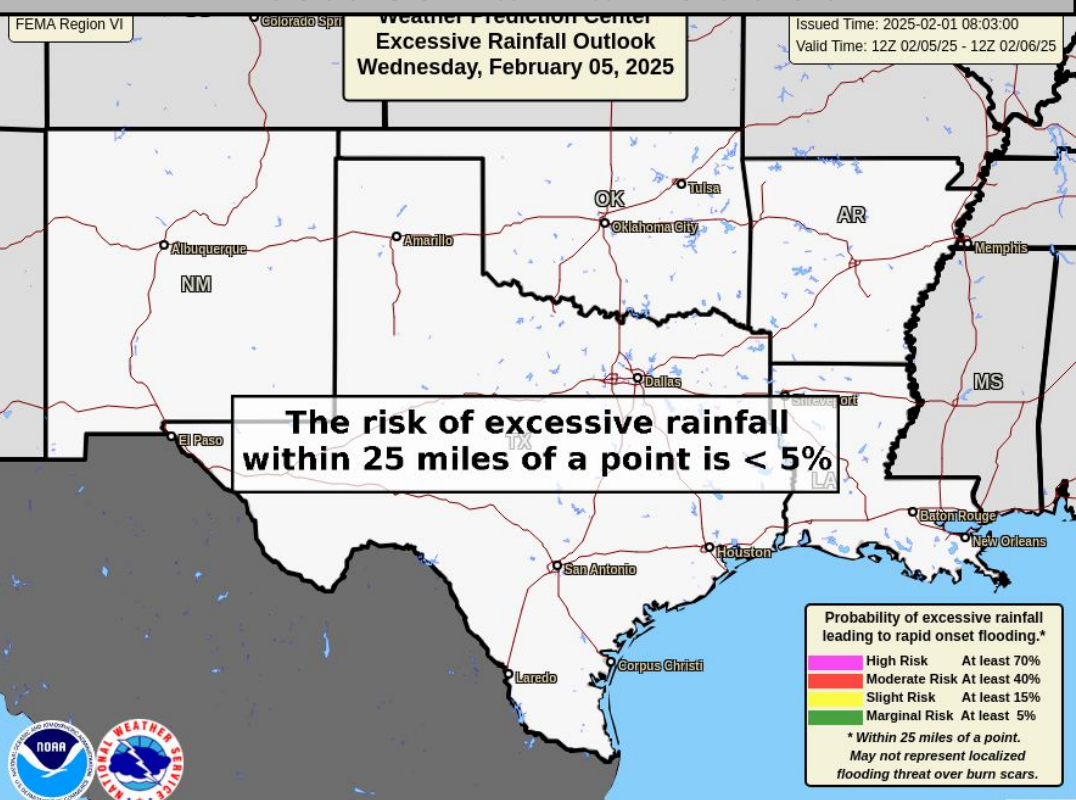 FEMA Region VI
Weather Prediction Center
Excessive Rainfall Outlook
Wednesday, February 05, 2025
Issued Time: 2025-02-01 08:03:00
Valid Time: 12Z 02/05/25 - 12Z 02/06/25
Colorado Spri
Tulsa
OK
Oklahoma City
AR
Amarillo
Albuquerque
Memphis
NM
Dallas
MS
Shreveport
The risk of excessive rainfall
within 25 miles of a point is < 5%
TX
El Paso
LA
Baton Rouge
New Orleans
Houston
San Antonio
Corpus Christi
Laredo
Probability of excessive rainfall
leading to rapid onset flooding.*
High Risk At least 70%
Moderate Risk At least 40%
Slight Risk At least 15%
Marginal Risk At least 5%
* Within 25 miles of a point.
May not represent localized
flooding threat over burn scars.
NOAA
NATIONAL WEATHER SERVICE